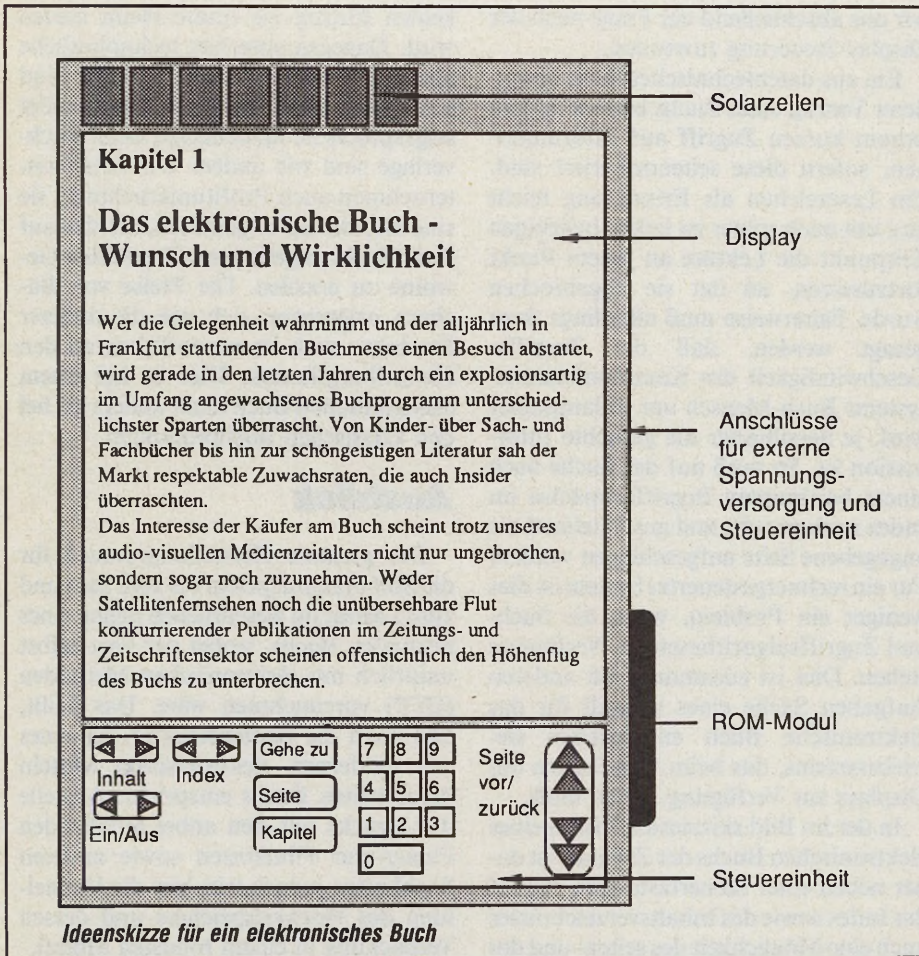 Solarzellen
Kapitel 1
Das elektronische Buch -
Wunsch und Wirklichkeit
Display
Wer die Gelegenheit wahrnimmt und der alljährlich in
Frankfurt stattfindenden Buchmesse einen Besuch abstattet,
wird gerade in den letzten Jahren durch ein explosionsartig
im Umfang angewachsenes Buchprogramm unterschied-
lichster Sparten überrascht. Von Kinder- über Sach- und
Fachbücher bis hin zur schöngeistigen Literatur sah der
Markt respektable Zuwachsraten, die auch Insider
überraschten.
Das Interesse der Käufer am Buch scheint trotz unseres
audio-visuellen Medienzeitalters nicht nur ungebrochen,
sondern sogar noch zuzunehmen. Weder
Satellitenfernsehen noch die unübersehbare Flut
konkurrierender Publikationen im Zeitungs- und
Zeitschriftensektor scheinen offensichtlich den Höhenflug
des Buchs zu unterbrechen.
Anschlüsse
für externe
Spannungs-
versorgung und
Steuereinheit
ROM-Modul
Inhalt
Index
Ein/Aus
Gehe zu
Seite
Kapitel
7 8 9
4 5 6
1 2 3
0
Seite
vor/
zurück
Steuereinheit
Ideenskizze für ein elektronisches Buch